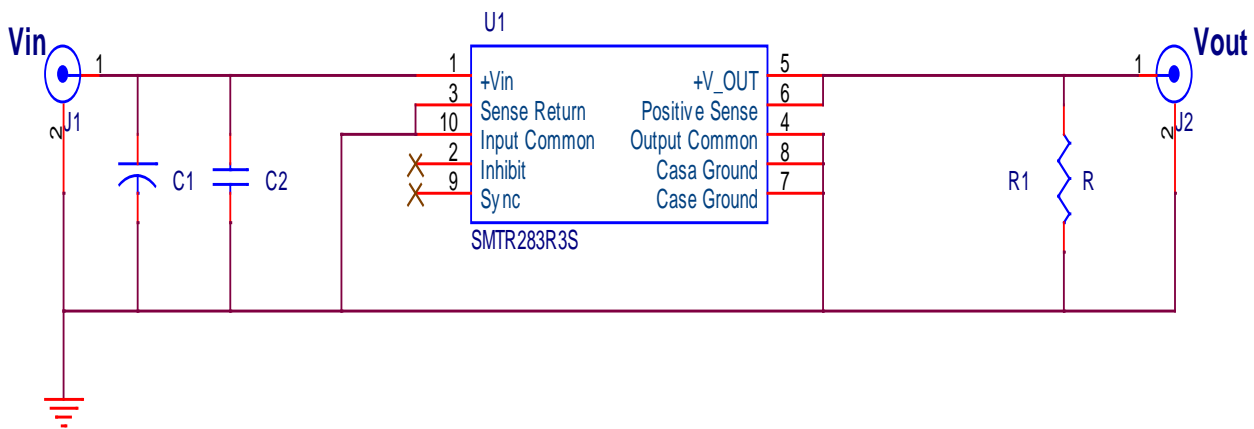 U1
Vin
Vout
1
1
+Vin
+V_OUT
5
1
3
Sense Return
Positive Sense
6
10
Input Common
Output Common
4
2
Inhibit
Casa Ground
8
9
Sync
Case Ground
7
J1
2
J2
2
C1
C2
R1
R
SMTR283R3S